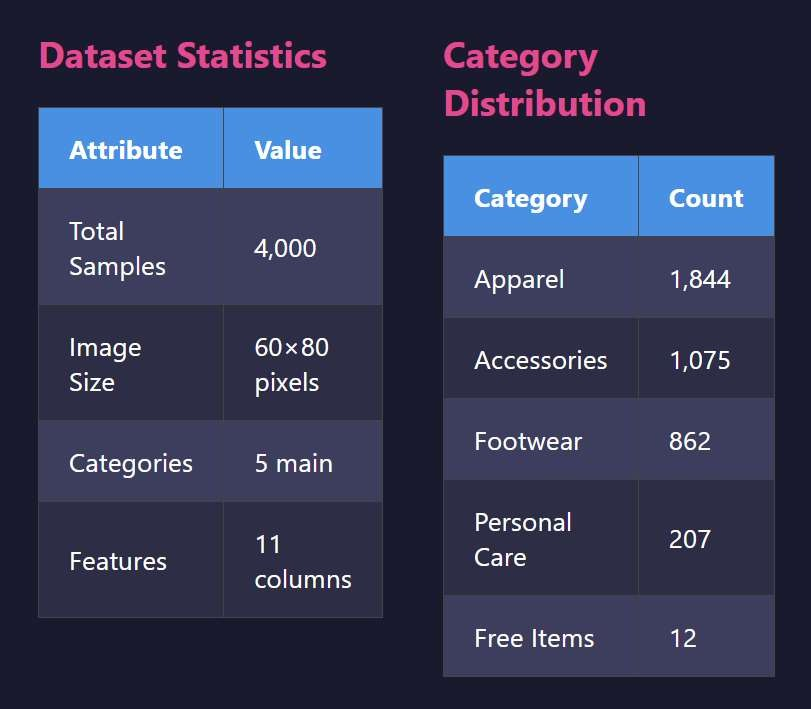 Dataset Statistics
Attribute Value
Total
Samples
4,000
Image
Size
60×80
pixels
Categories 5 main
Features
11
columns
Category
Distribution
Category Count
Apparel 1,844
Accessories 1,075
Footwear 862
Personal
Care
207
Free Items 12